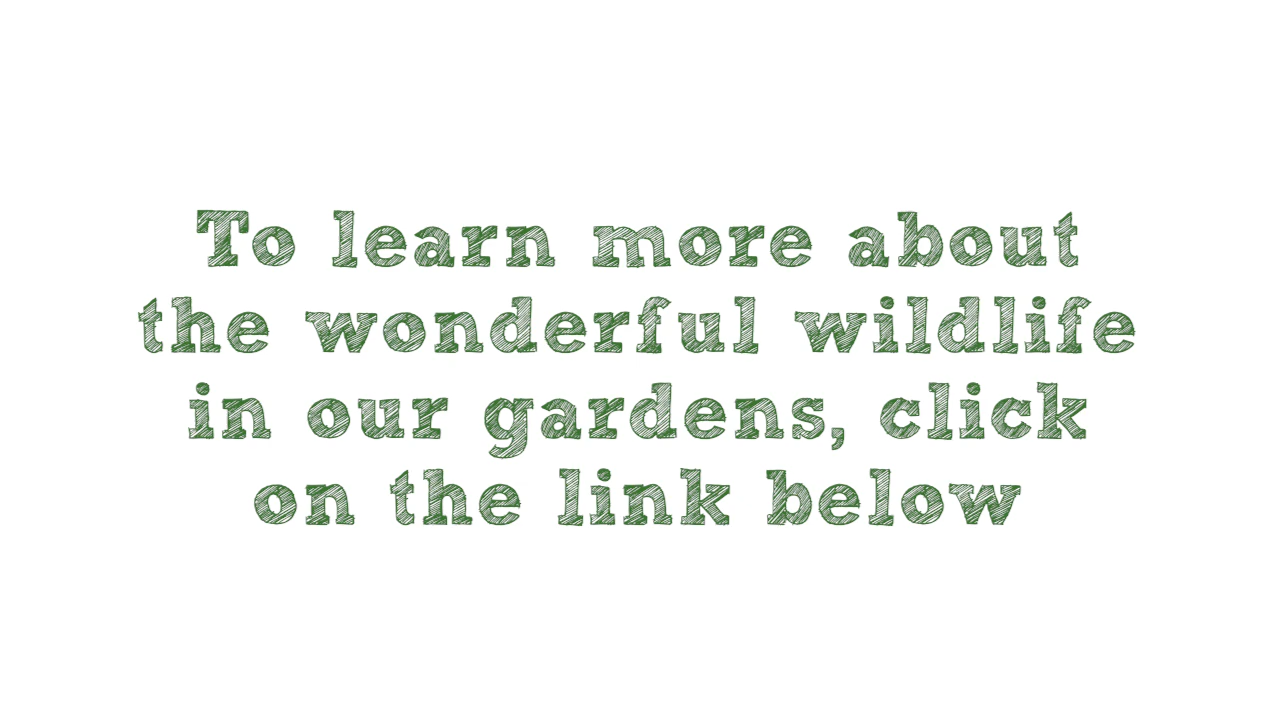 To learn more about
the wonderful wildlife
in our gardens, click
on the link below